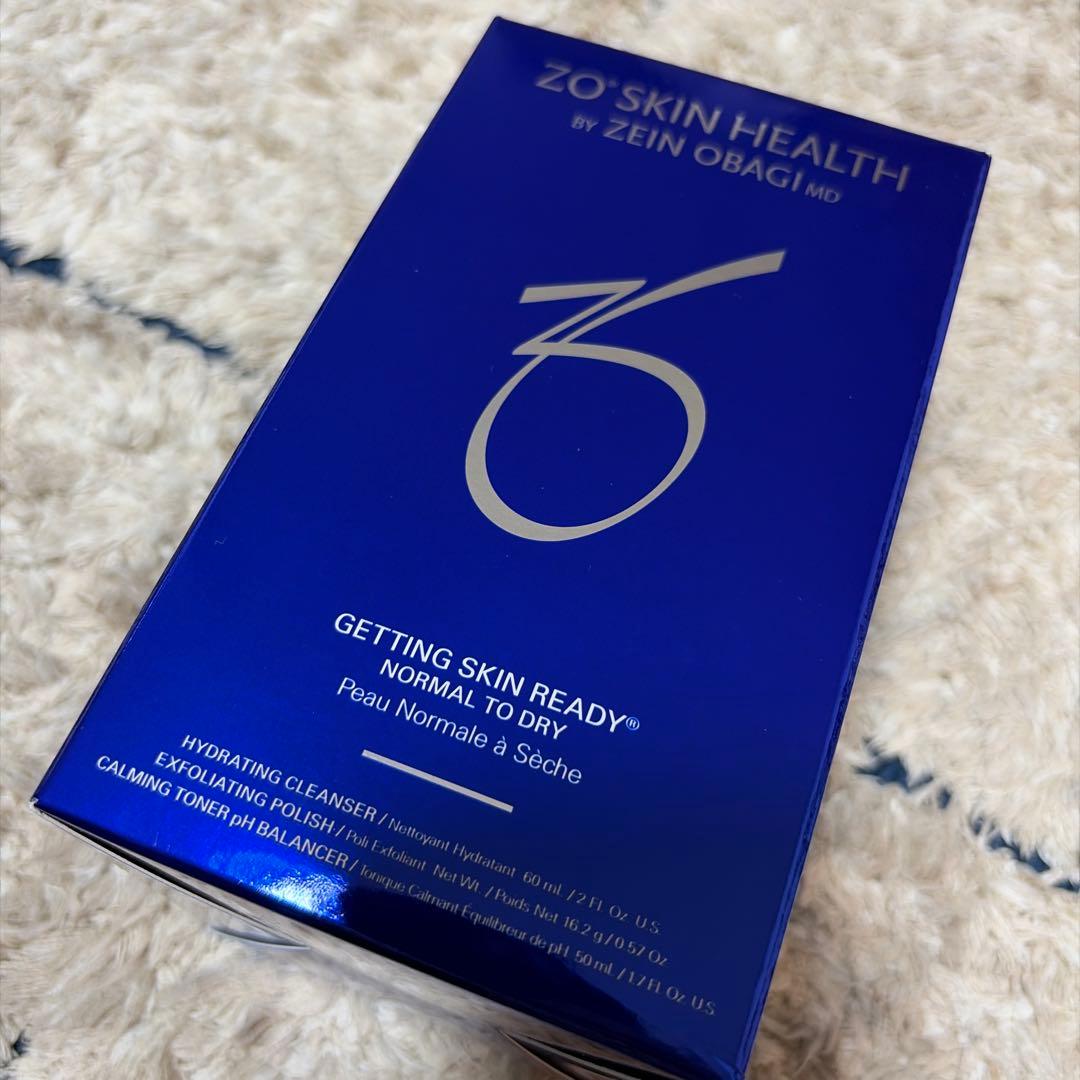 ZO® SKIN HEALTH
BY ZEIN OBAGI MD
ZO
GETTING SKIN READY®
NORMAL TO DRY
Peau Normale à Sèche
HYDRATING CLEANSER / Nettoyant Hydratant 60 mL / 2 Fl. Oz. U.S.
EXFOLIATING POLISH / Poli Exfoliant Net Wt. / Poids Net 16.2 g / 0.57 Oz
CALMING TONER pH BALANCER / Tonique Calmant Équilibreur de pH 50 mL / 1.7 Fl. Oz. U.S.